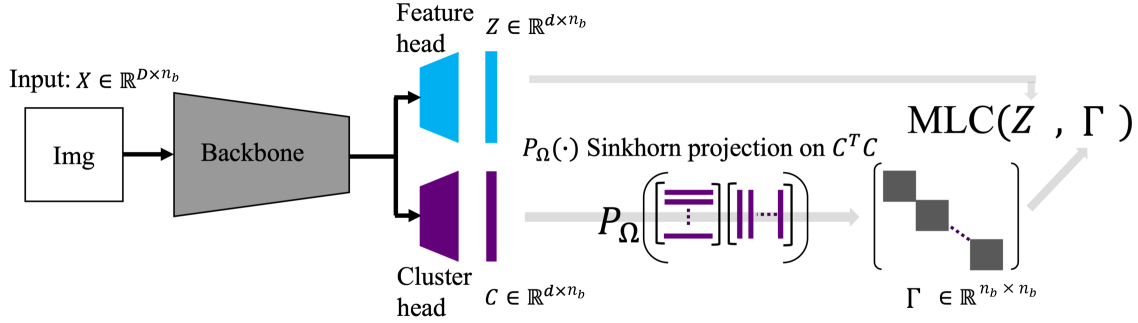 Feature
head
Z ∈ ℝ^{d×n_b}
Input: X ∈ ℝ^{D×n_b}
Img
Backbone
MLC(Z , Γ)
P_Ω(·) Sinkhorn projection on C^T C
P_Ω
Cluster
head
C ∈ ℝ^{d×n_b}
Γ ∈ ℝ^{n_b×n_b}